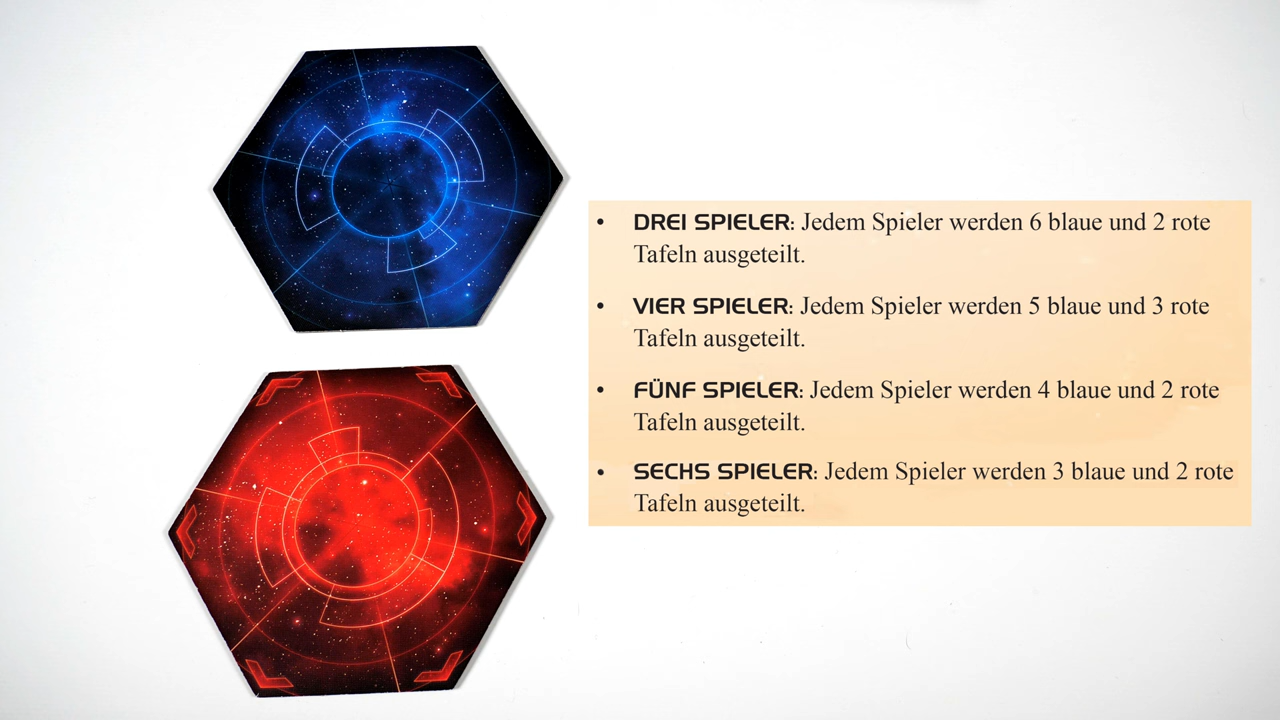 • DREI SPIELER: Jedem Spieler werden 6 blaue und 2 rote
Tafeln ausgeteilt.
• VIER SPIELER: Jedem Spieler werden 5 blaue und 3 rote
Tafeln ausgeteilt.
• FÜNF SPIELER: Jedem Spieler werden 4 blaue und 2 rote
Tafeln ausgeteilt.
• SECHS SPIELER: Jedem Spieler werden 3 blaue und 2 rote
Tafeln ausgeteilt.